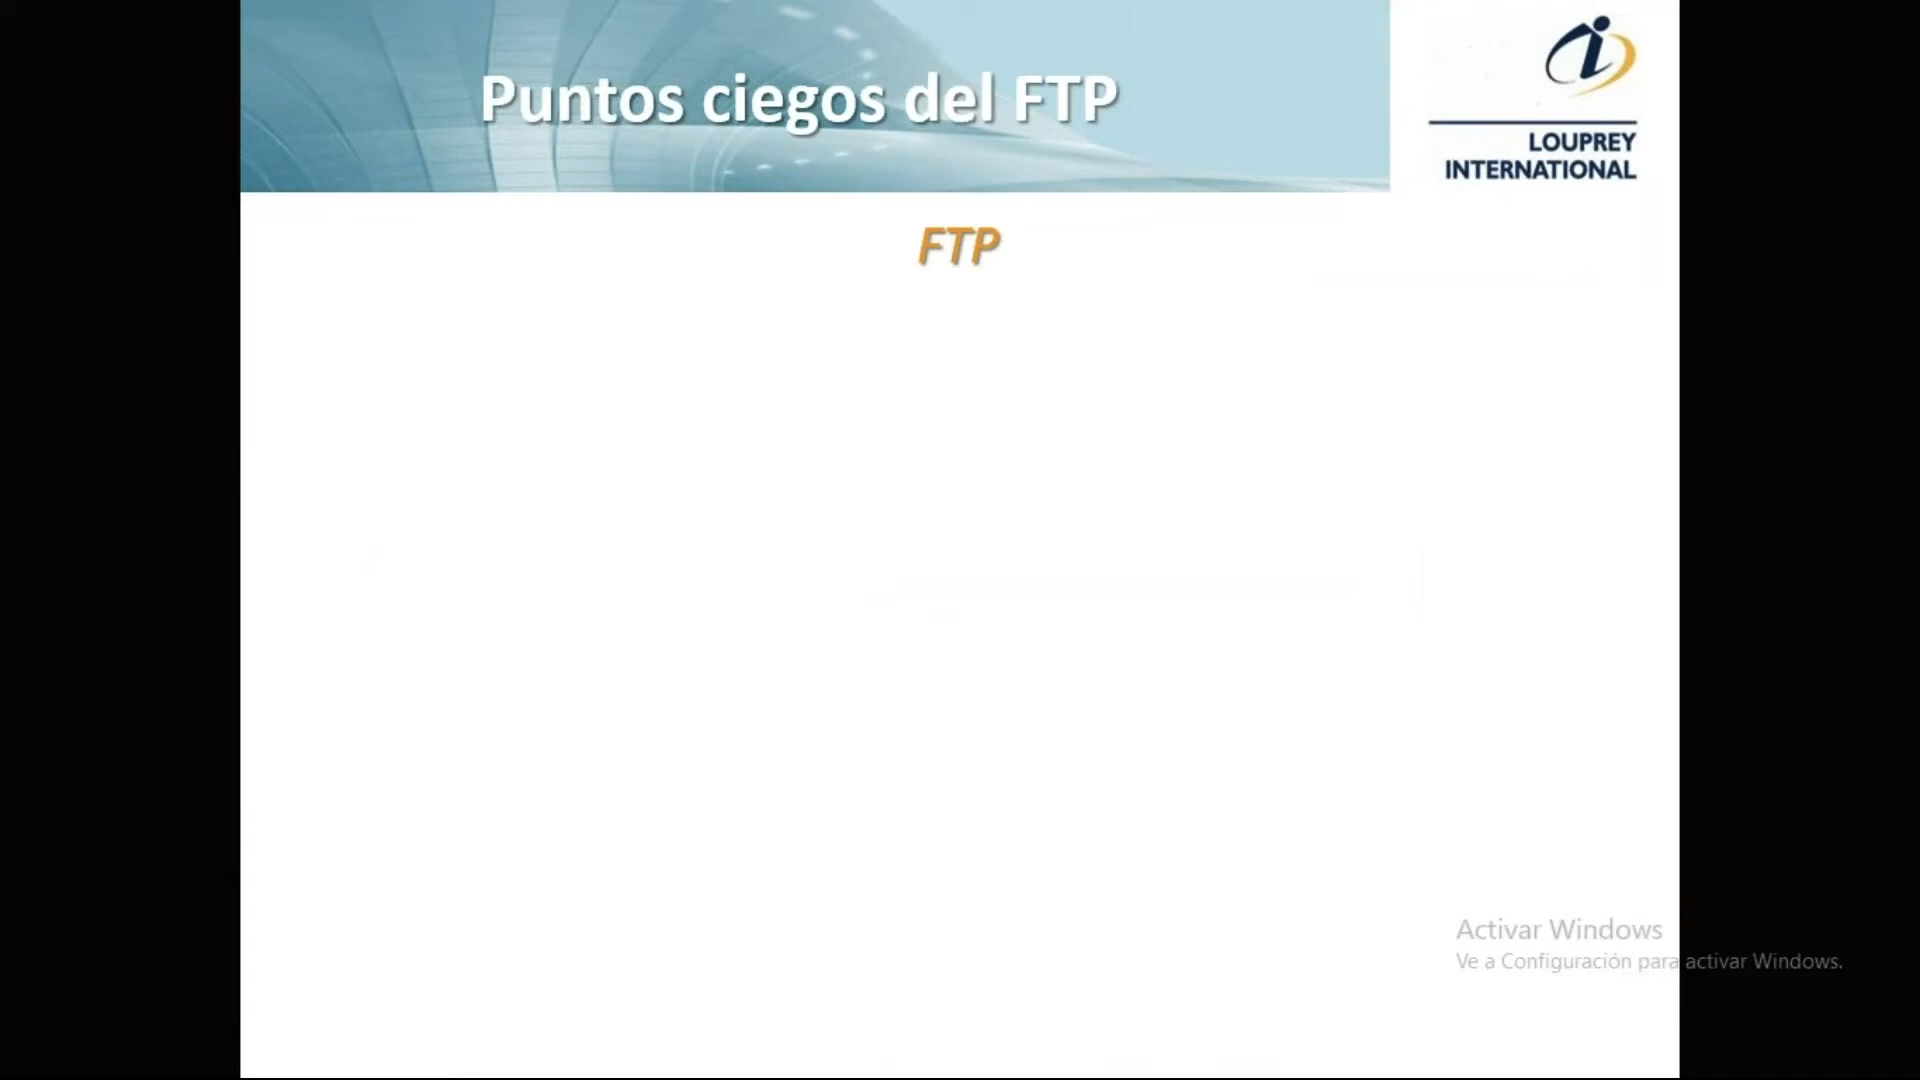 Puntos ciegos del FTP
LOUPREY
INTERNATIONAL
FTP
Activar Windows
Ve a Configuración para activar Windows.